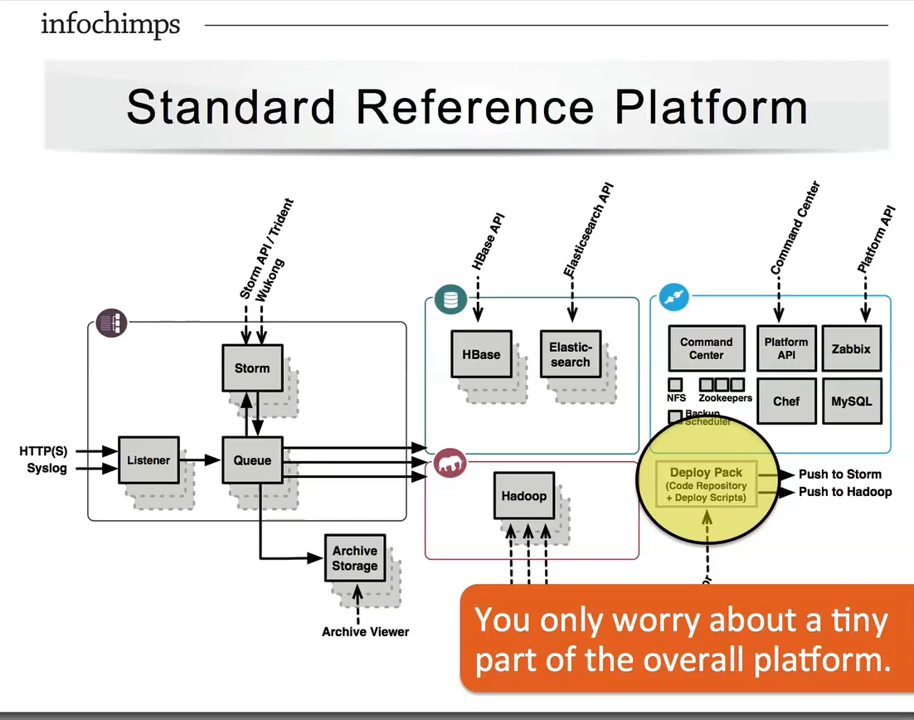 infochimps
Standard Reference Platform
Storm API / Trident
Wukong
HBase API
Elasticsearch API
Command Center
Platform API
Storm
HBase
Elastic-
search
Command
Center
Platform
API
Zabbix
NFS
Zookeepers
Backup
Scheduler
Chef
MySQL
HTTP(S)
Syslog
Listener
Queue
Hadoop
Deploy Pack
(Code Repository
+ Deploy Scripts)
Push to Storm
Push to Hadoop
Archive
Storage
Archive Viewer
You only worry about a tiny
part of the overall platform.